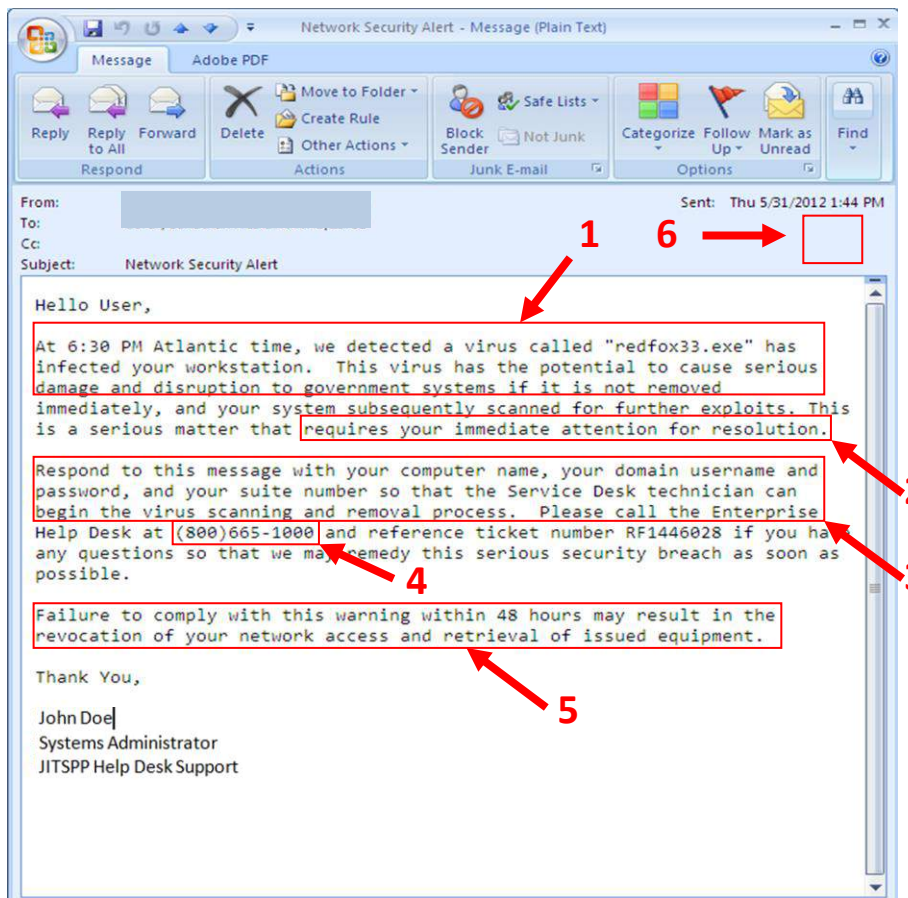 Network Security Alert - Message (Plain Text)
Message Adobe PDF
Reply
Reply to All
Forward
Respond
Delete
Move to Folder
Create Rule
Other Actions
Actions
Block Sender
Safe Lists
Not Junk
Junk E-mail
Categorize
Follow Up
Mark as Unread
Options
Find
From:
Sent: Thu 5/31/2012 1:44 PM
To:
Cc:
Subject: Network Security Alert
1
6
Hello User,
At 6:30 PM Atlantic time, we detected a virus called "redfox33.exe" has
infected your workstation. This virus has the potential to cause serious
damage and disruption to government systems if it is not removed
immediately, and your system subsequently scanned for further exploits. This
is a serious matter that requires your immediate attention for resolution.
Respond to this message with your computer name, your domain username and
password, and your suite number so that the Service Desk technician can
begin the virus scanning and removal process. Please call the Enterprise
Help Desk at (800)665-1000 and reference ticket number RF1446028 if you
any questions so that we may remedy this serious security breach as soon as
possible.
4
Failure to comply with this warning within 48 hours may result in the
revocation of your network access and retrieval of issued equipment.
5
Thank You,
John Doe
Systems Administrator
JITSPP Help Desk Support